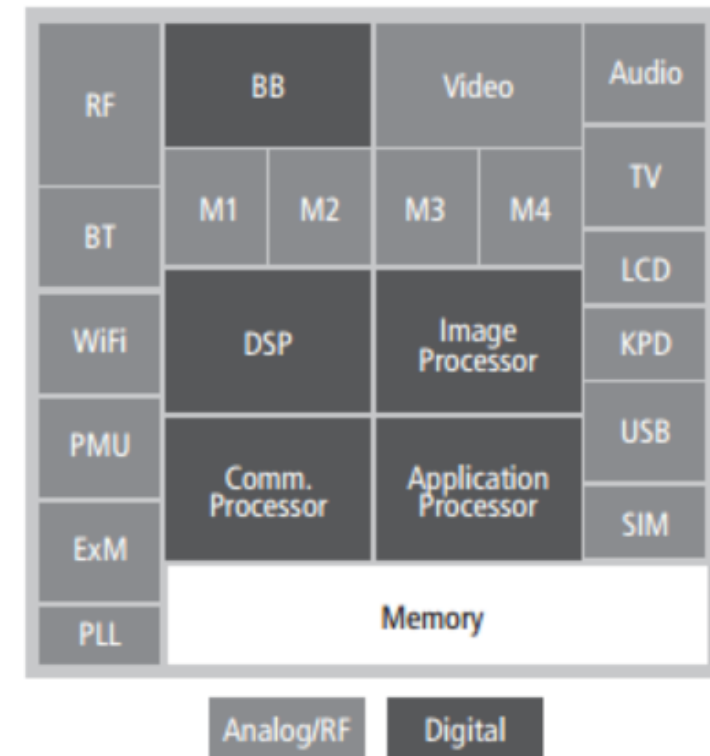 RF
BB
Video
Audio
BT
M1
M2
M3
M4
TV
LCD
WiFi
DSP
Image
Processor
KPD
PMU
Comm.
Processor
Application
Processor
USB
ExM
SIM
PLL
Memory
Analog/RF
Digital